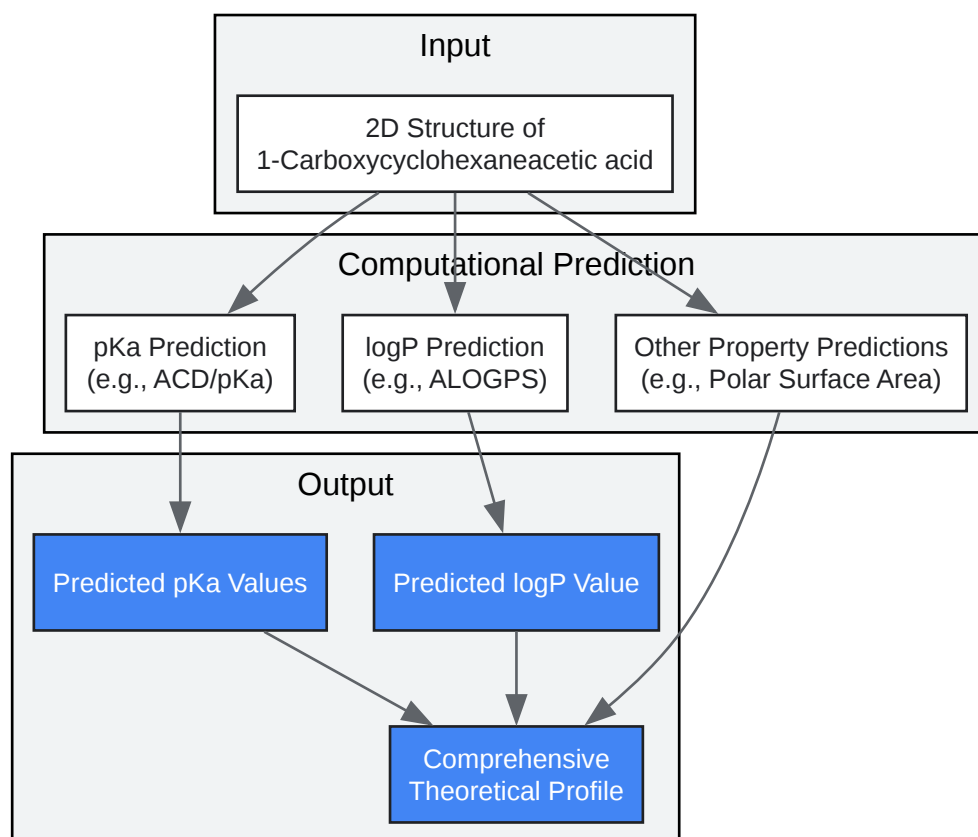 Input
2D Structure of
1-Carboxycyclohexaneacetic acid
Computational Prediction
pKa Prediction
(e.g., ACD/pKa)
logP Prediction
(e.g., ALOGPS)
Other Property Predictions
(e.g., Polar Surface Area)
Output
Predicted pKa Values
Predicted logP Value
Comprehensive
Theoretical Profile